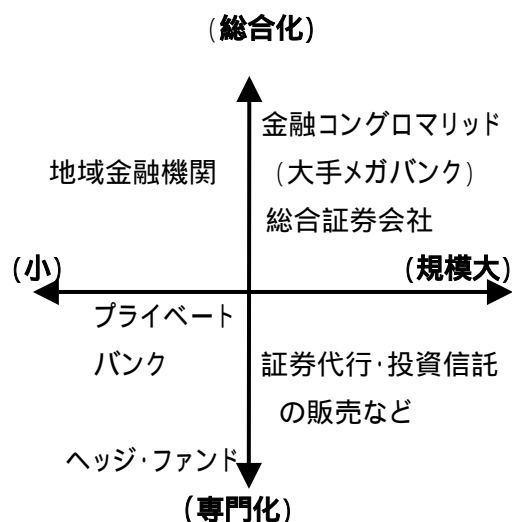 (総合化)
金融コングロマリッド
地域金融機関
(大手メガバンク)
総合証券会社
(小)
(規模大)
プライベート
バンク
証券代行・投資信託
の販売など
ヘッジ・ファンド
(専門化)